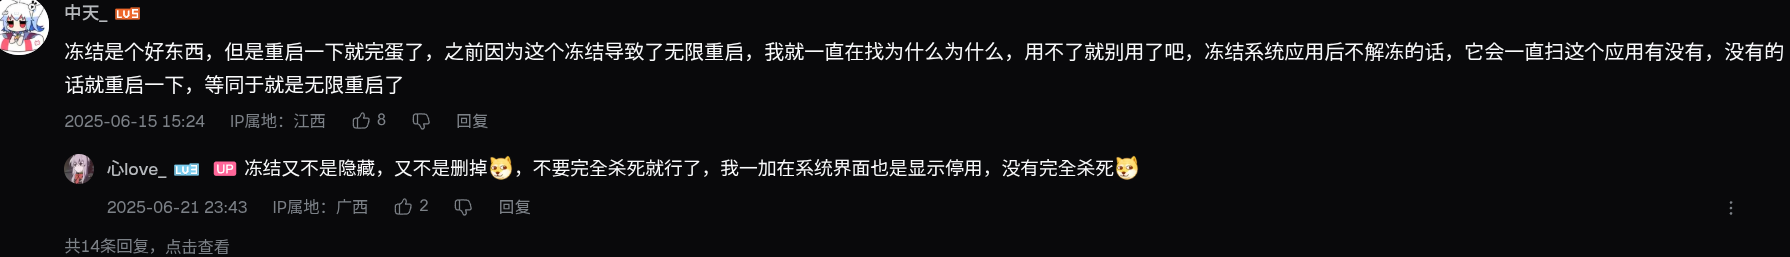 中天_ LV5
冻结是个好东西，但是重启一下就完蛋了，之前因为这个冻结导致了无限重启，我就一直在找为什么为什么，用不了就别用了吧，冻结系统应用后不解冻的话，它会一直扫这个应用有没有，没有的
话就重启一下，等同于就是无限重启了
2025-06-15 15:24 IP属地：江西 8 回复
心love_ LV3 UP 冻结又不是隐藏，又不是删掉，不要完全杀死就行了，我一加在系统界面也是显示停用，没有完全杀死
2025-06-21 23:43 IP属地：广西 2 回复
共14条回复，点击查看